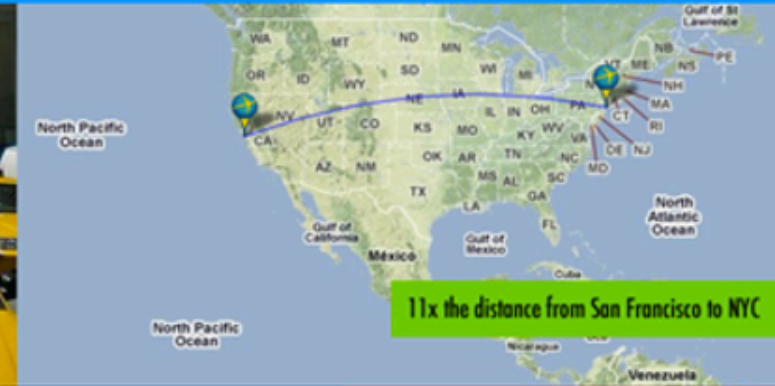 Gulf of St
Lawrence
WA
MT
ND
MN
NB
PE
OR
ID
SD
WI
MI
VT
ME
NS
WY
NH
NE
IA
PA
MA
NV
UT
CO
IL
IN
OH
CT
RI
North Pacific
Ocean
CA
KS
MO
KY
WV
VA
DE
NJ
MD
AZ
NM
OK
AR
TN
NC
MS
AL
SC
TX
GA
LA
FL
North
Atlantic
Ocean
Gulf of
California
Gulf of
Mexico
México
Cuba
11x the distance from San Francisco to NYC
North Pacific
Ocean
Nicaragua
Venezuela